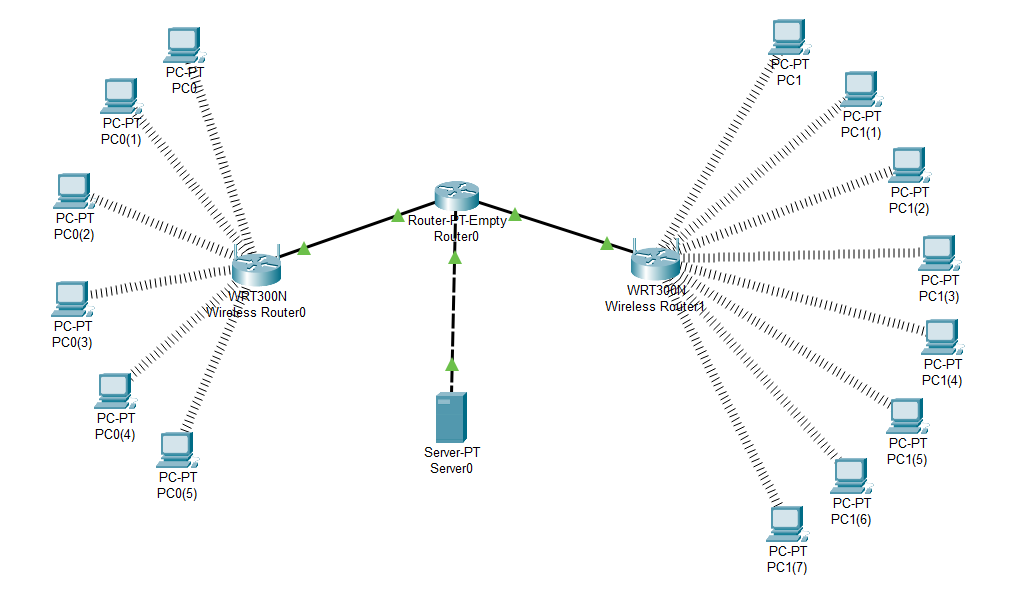 PC-PT
PC0
PC-PT
PC0(1)
PC-PT
PC0(2)
PC-PT
PC0(3)
PC-PT
PC0(4)
PC-PT
PC0(5)
WRT300N
Wireless Router0
Router-PT-Empty
Router0
Server-PT
Server0
WRT300N
Wireless Router1
PC-PT
PC1
PC-PT
PC1(1)
PC-PT
PC1(2)
PC-PT
PC1(3)
PC-PT
PC1(4)
PC-PT
PC1(5)
PC-PT
PC1(6)
PC-PT
PC1(7)